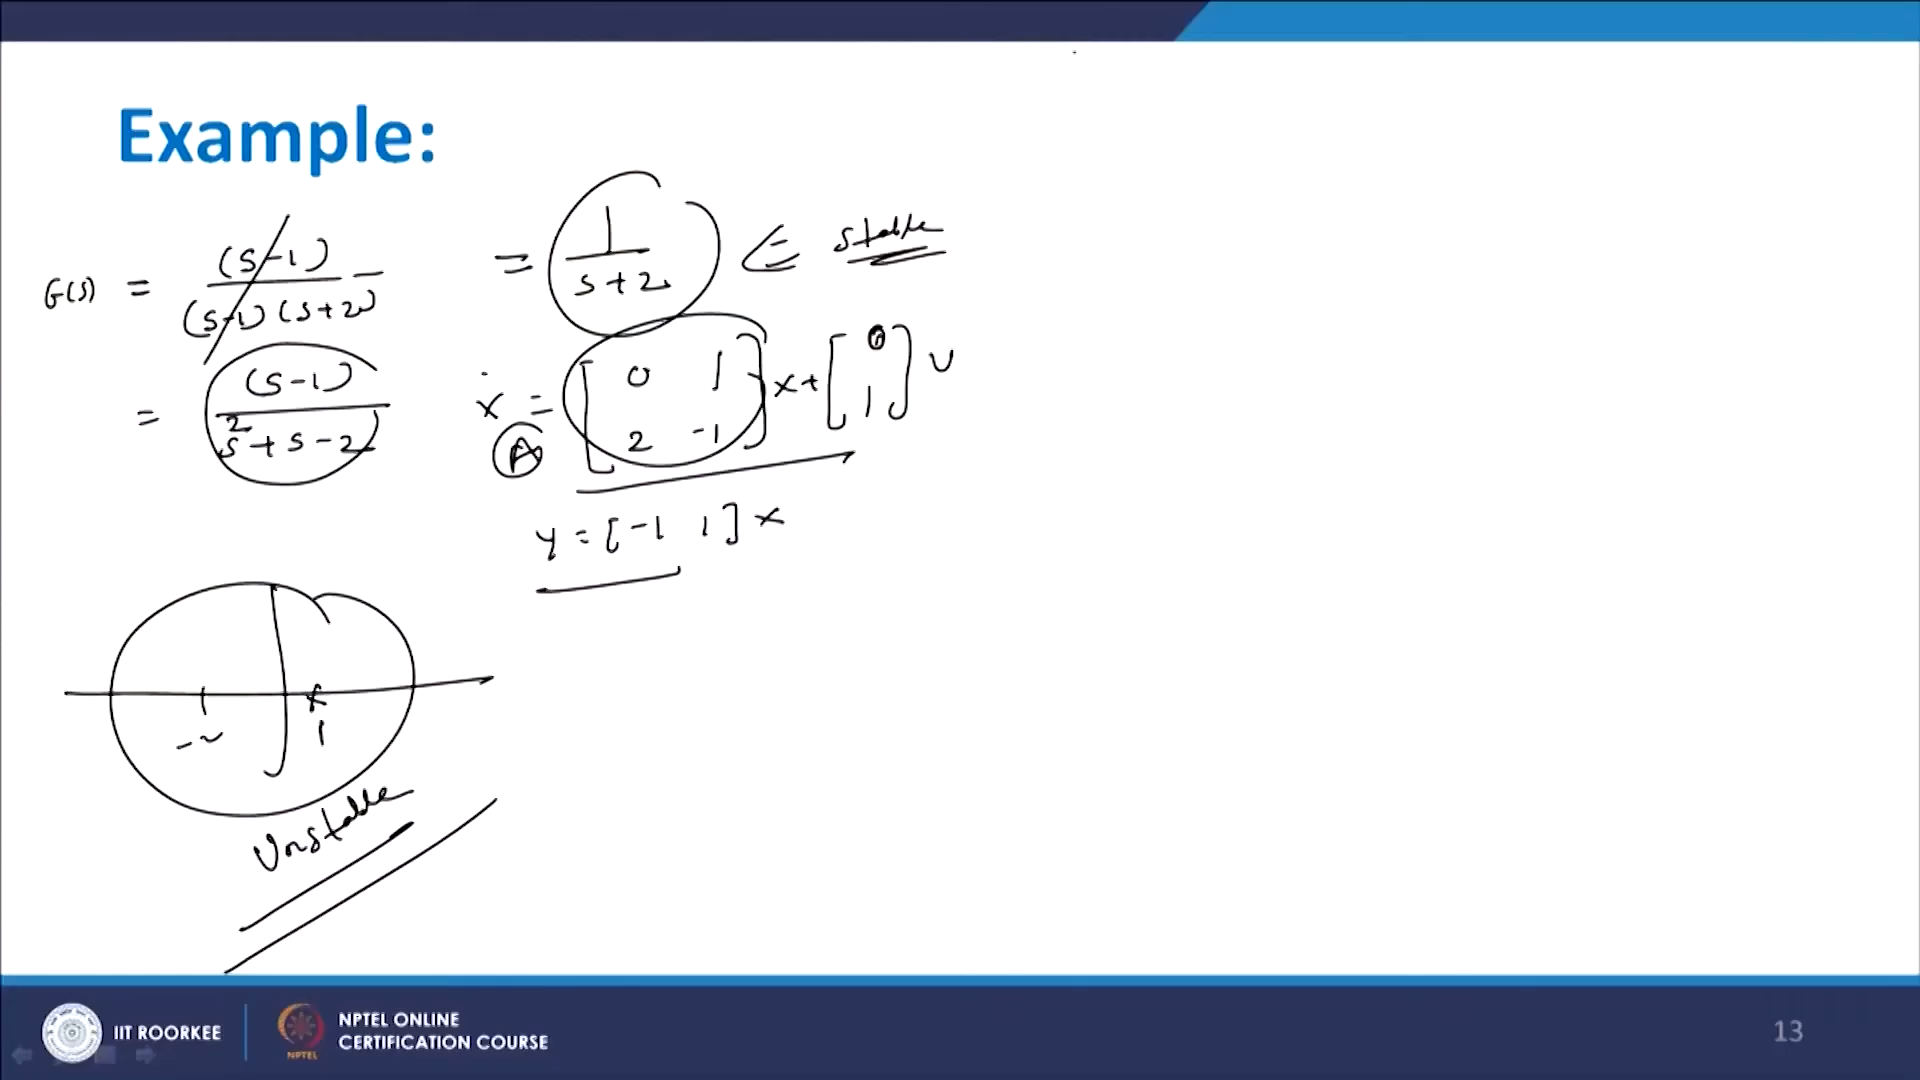 Example:
G(s) = (s-1) / (s-1)(s+2) = 1 / s+2 ⇐ stable
= (s-1) / s²+s-2
ẋ = [0 1; 2 -1] x + [0; 1] U
A
y = [-1 1] x
-2 1
Unstable
IIT ROORKEE
NPTEL
NPTEL ONLINE
CERTIFICATION COURSE
13